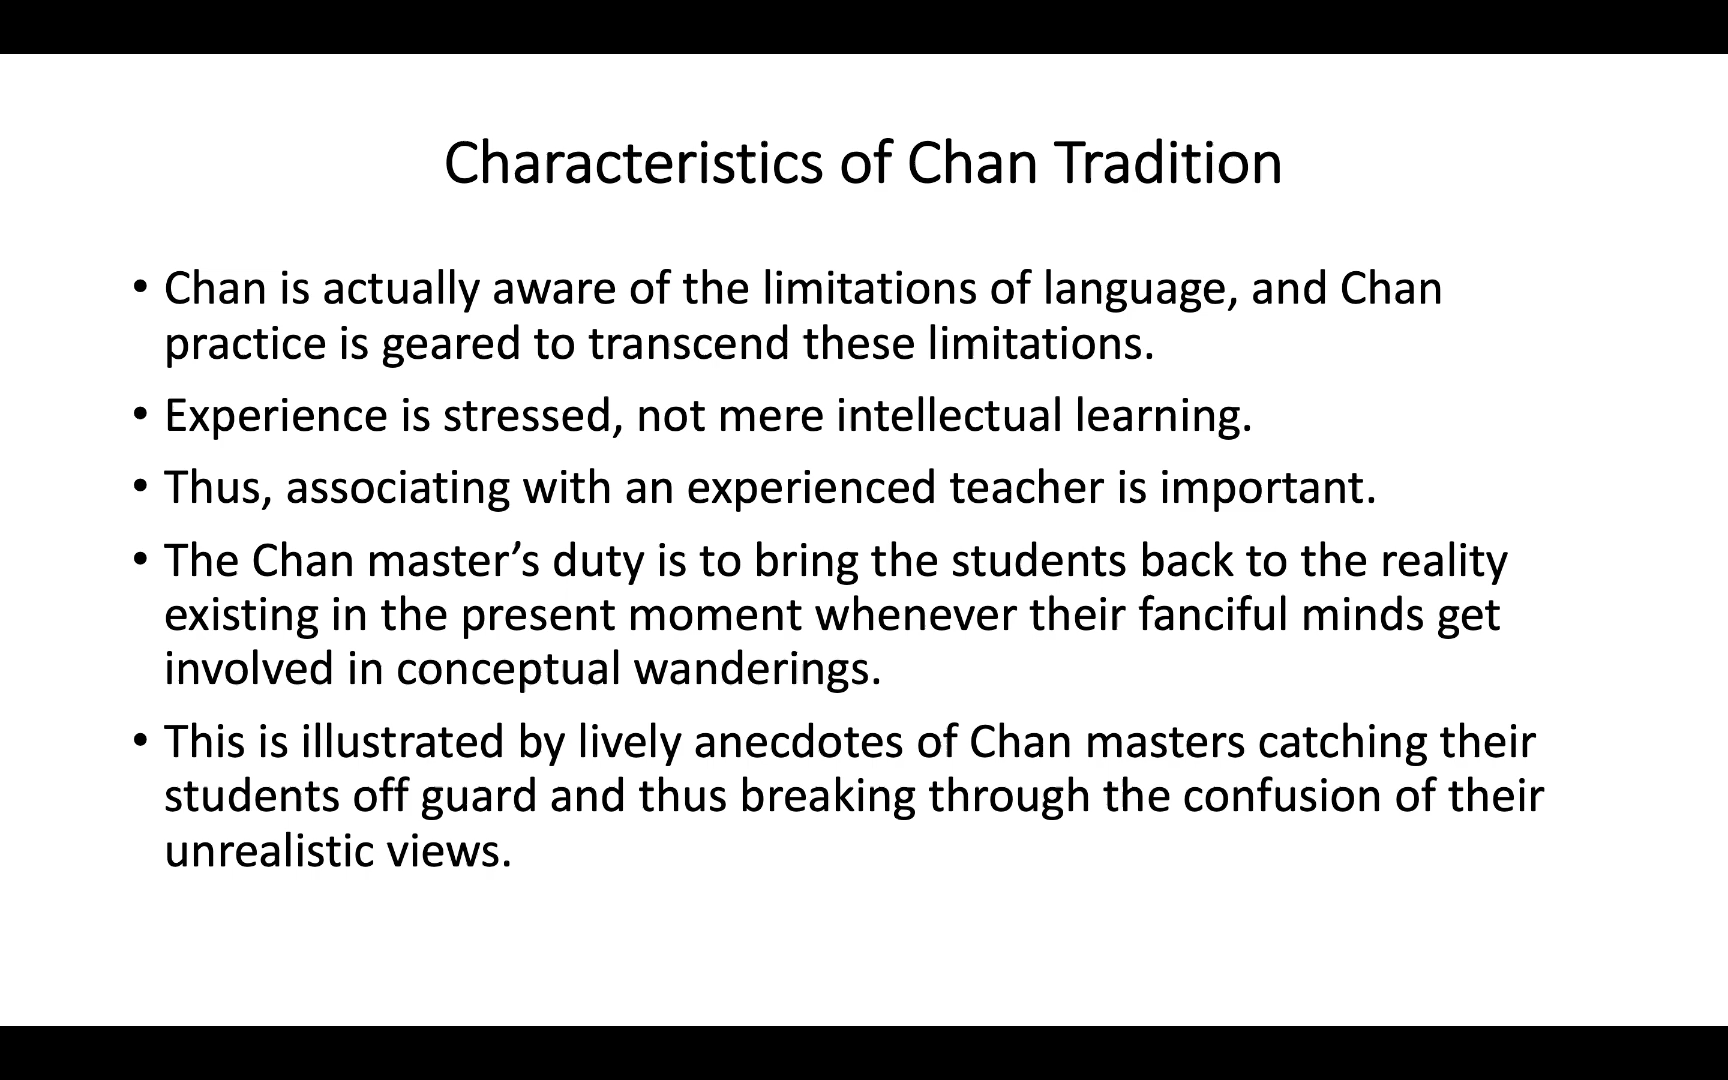 Characteristics of Chan Tradition
• Chan is actually aware of the limitations of language, and Chan
practice is geared to transcend these limitations.
• Experience is stressed, not mere intellectual learning.
• Thus, associating with an experienced teacher is important.
• The Chan master’s duty is to bring the students back to the reality
existing in the present moment whenever their fanciful minds get
involved in conceptual wanderings.
• This is illustrated by lively anecdotes of Chan masters catching their
students off guard and thus breaking through the confusion of their
unrealistic views.